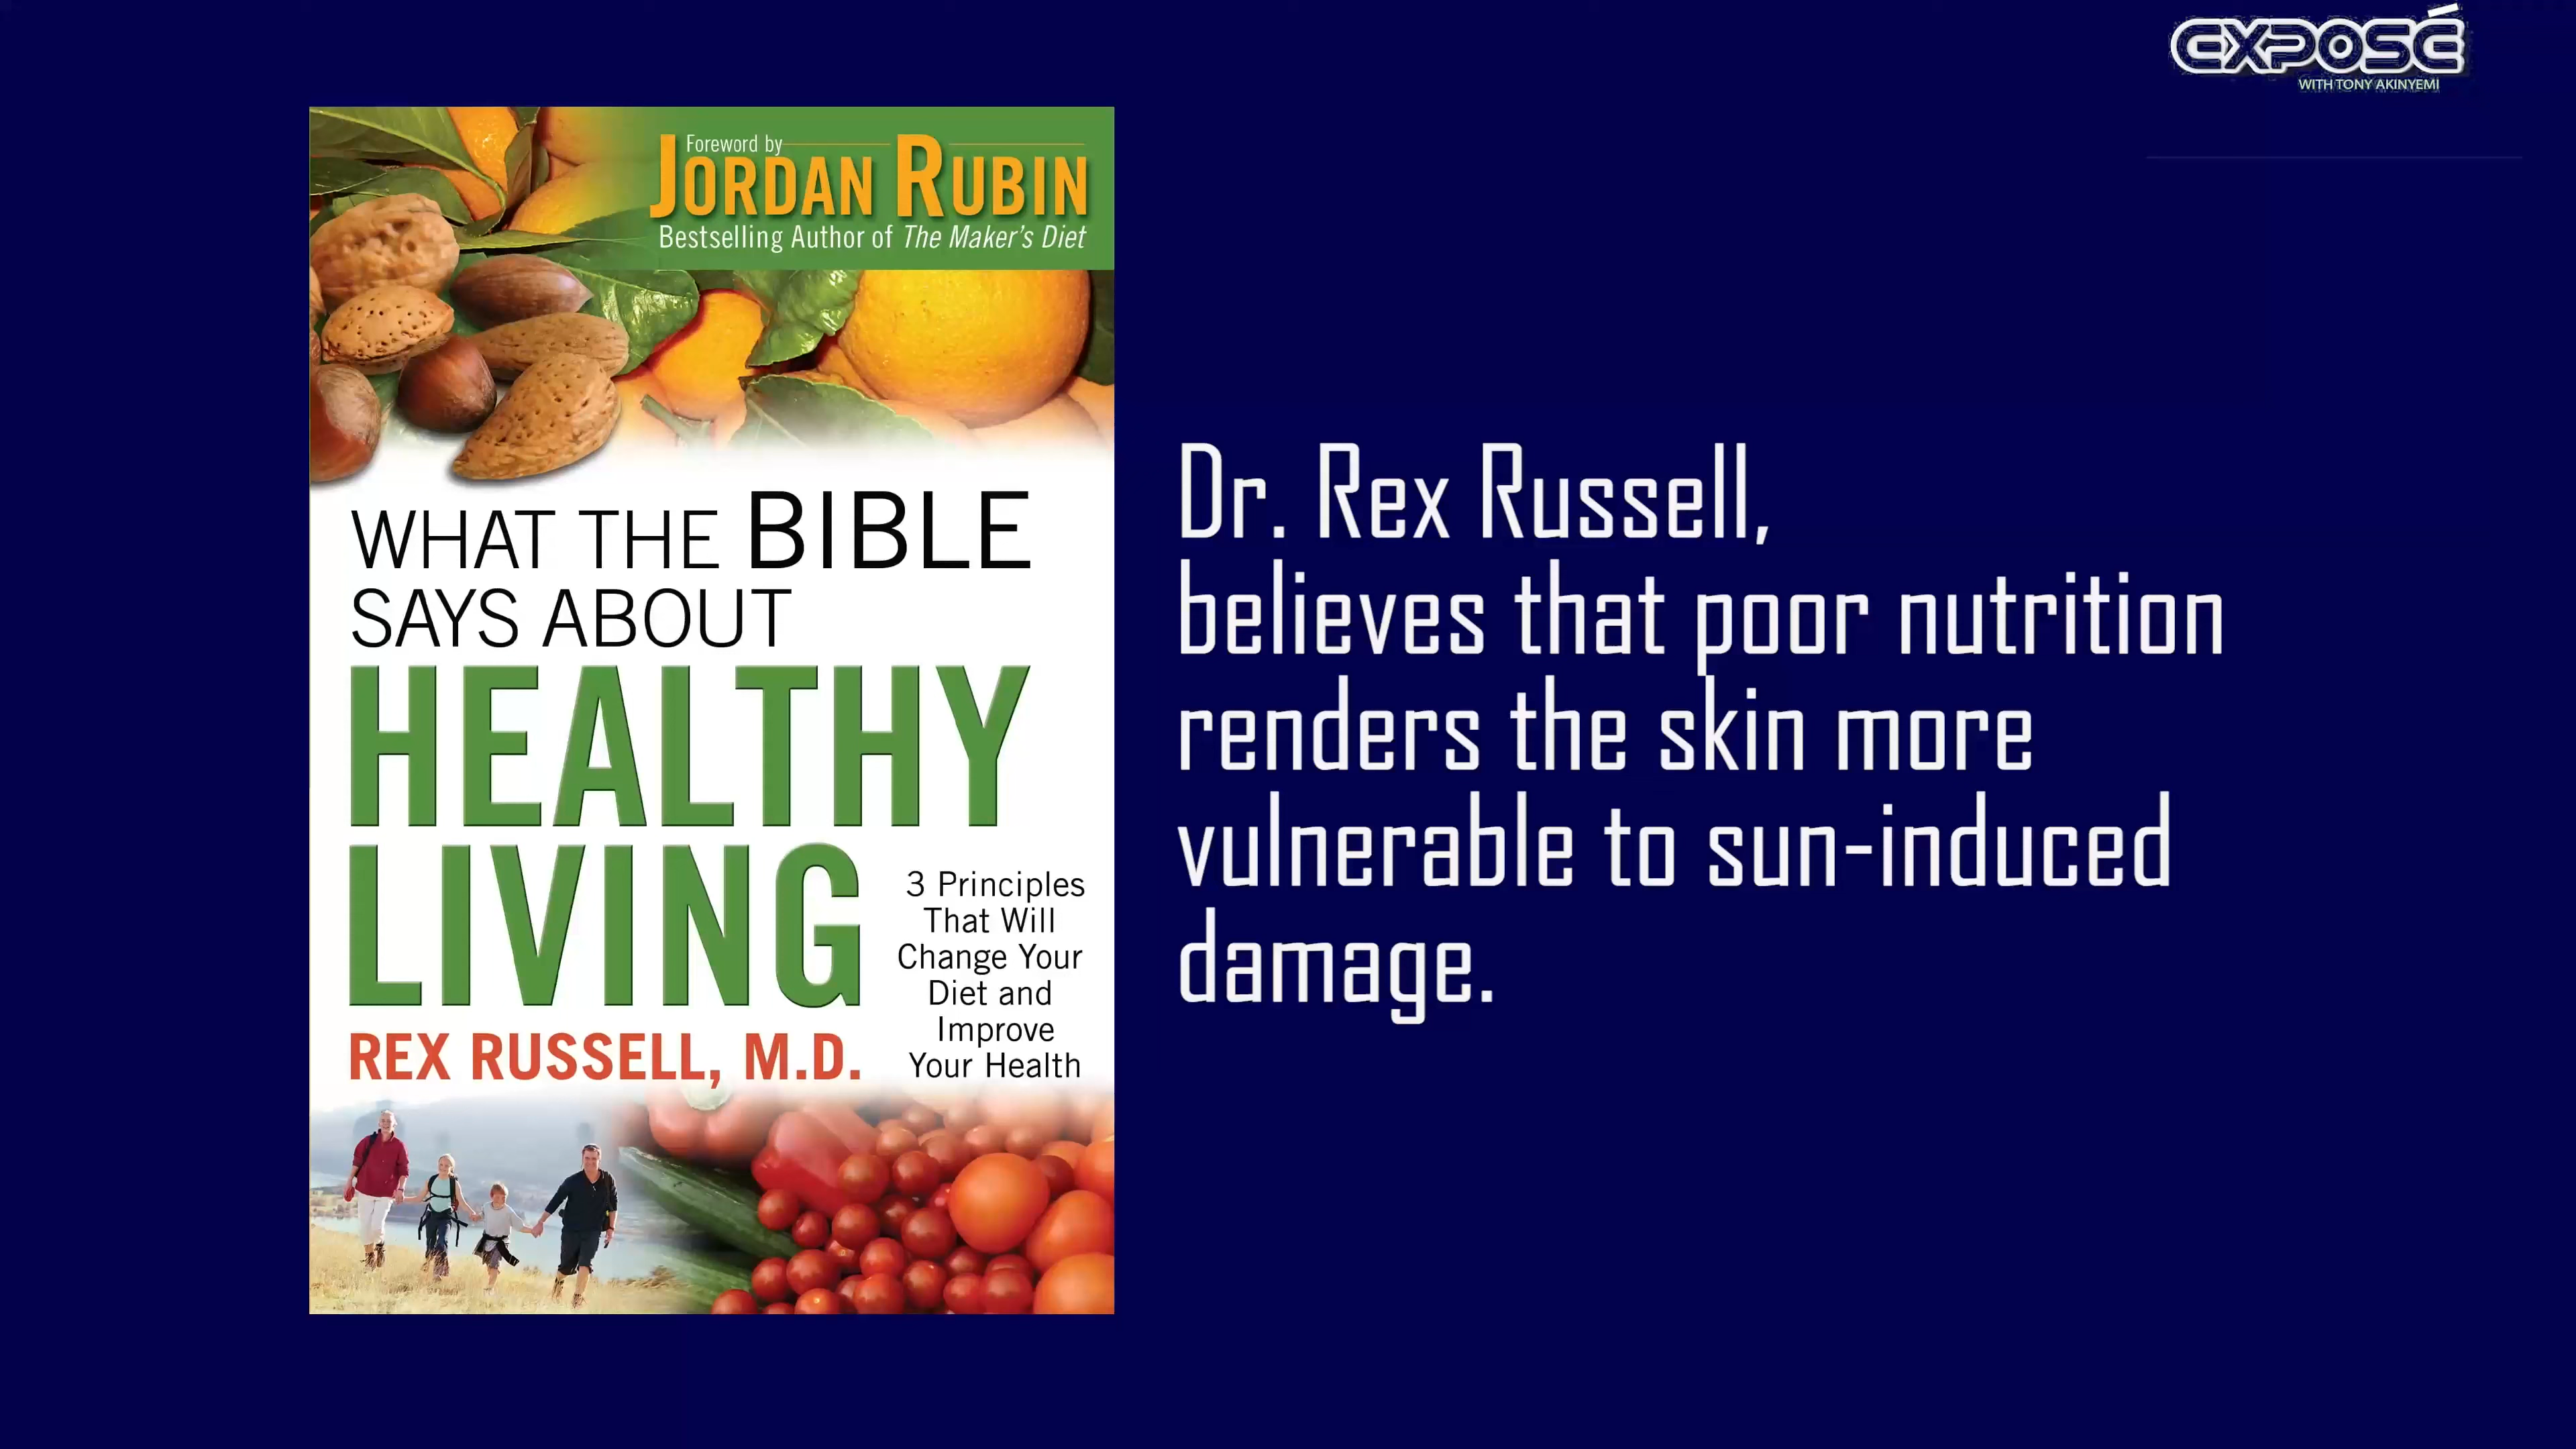 EXPOSÉ
WITH TONY AKINYEMI
Foreword by
JORDAN RUBIN
Bestselling Author of The Maker's Diet
WHAT THE BIBLE
SAYS ABOUT
HEALTHY
LIVING
3 Principles
That Will
Change Your
Diet and
Improve
Your Health
REX RUSSELL, M.D.
Dr. Rex Russell,
believes that poor nutrition
renders the skin more
vulnerable to sun-induced
damage.